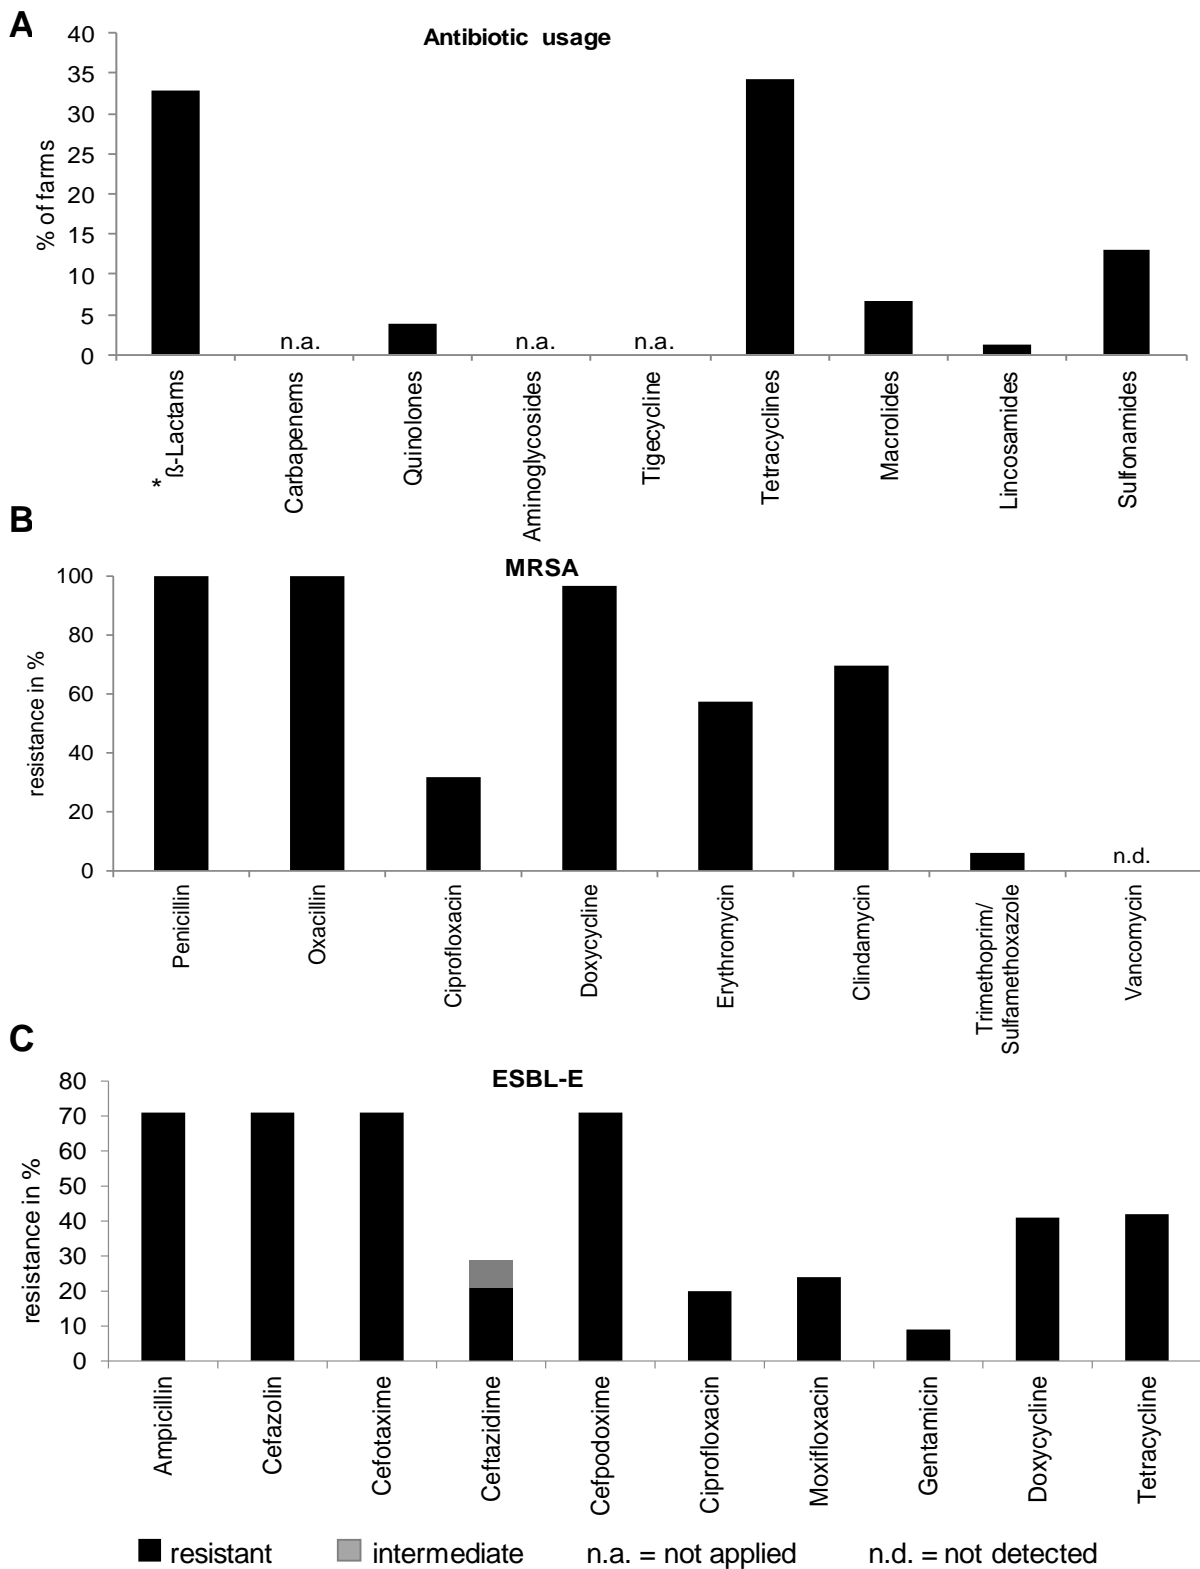 A
Antibiotic usage
% of farms
40
35
30
25
20
15
10
5
0
n.a.
n.a.
n.a.
* ß-Lactams
Carbapenems
Quinolones
Aminoglycosides
Tigecycline
Tetracyclines
Macrolides
Lincosamides
Sulfonamides
B
MRSA
resistance in %
100
80
60
40
20
0
n.d.
Penicillin
Oxacillin
Ciprofloxacin
Doxycycline
Erythromycin
Clindamycin
Trimethoprim/
Sulfamethoxazole
Vancomycin
C
ESBL-E
resistance in %
80
70
60
50
40
30
20
10
0
Ampicillin
Cefazolin
Cefotaxime
Ceftazidime
Cefpodoxime
Ciprofloxacin
Moxifloxacin
Gentamicin
Doxycycline
Tetracycline
resistant intermediate n.a. = not applied n.d. = not detected